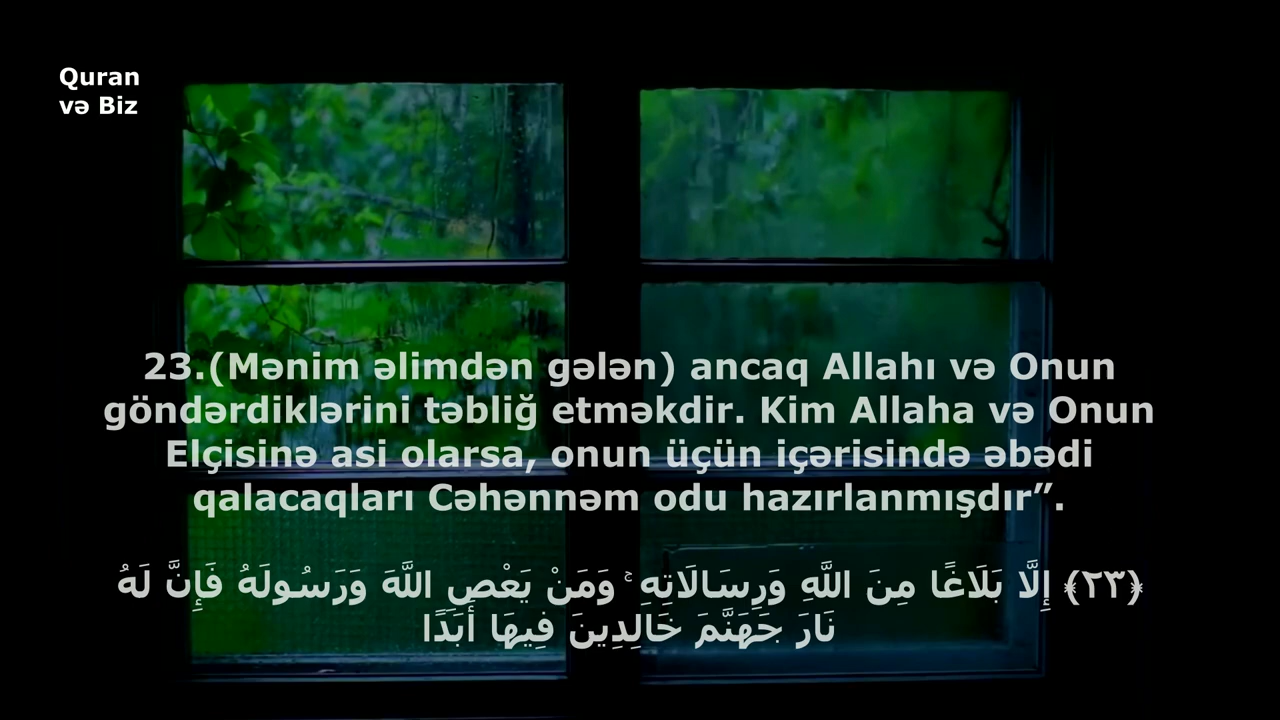 Quran
və Biz
23.(Mənim əlimdən gələn) ancaq Allahı və Onun
göndərdiklərini təbliğ etməkdir. Kim Allaha və Onun
Elçisinə asi olarsa, onun üçün içərisində əbədi
qalacaqları Cəhənnəm odu hazırlanmışdır”.
﴿٢٣﴾ إِلَّا بَلَاغًا مِنَ اللَّهِ وَرِسَالَاتِهِ ۚ وَمَنْ يَعْصِ اللَّهَ وَرَسُولَهُ فَإِنَّ لَهُ
نَارَ جَهَنَّمَ خَالِدِينَ فِيهَا أَبَدًا